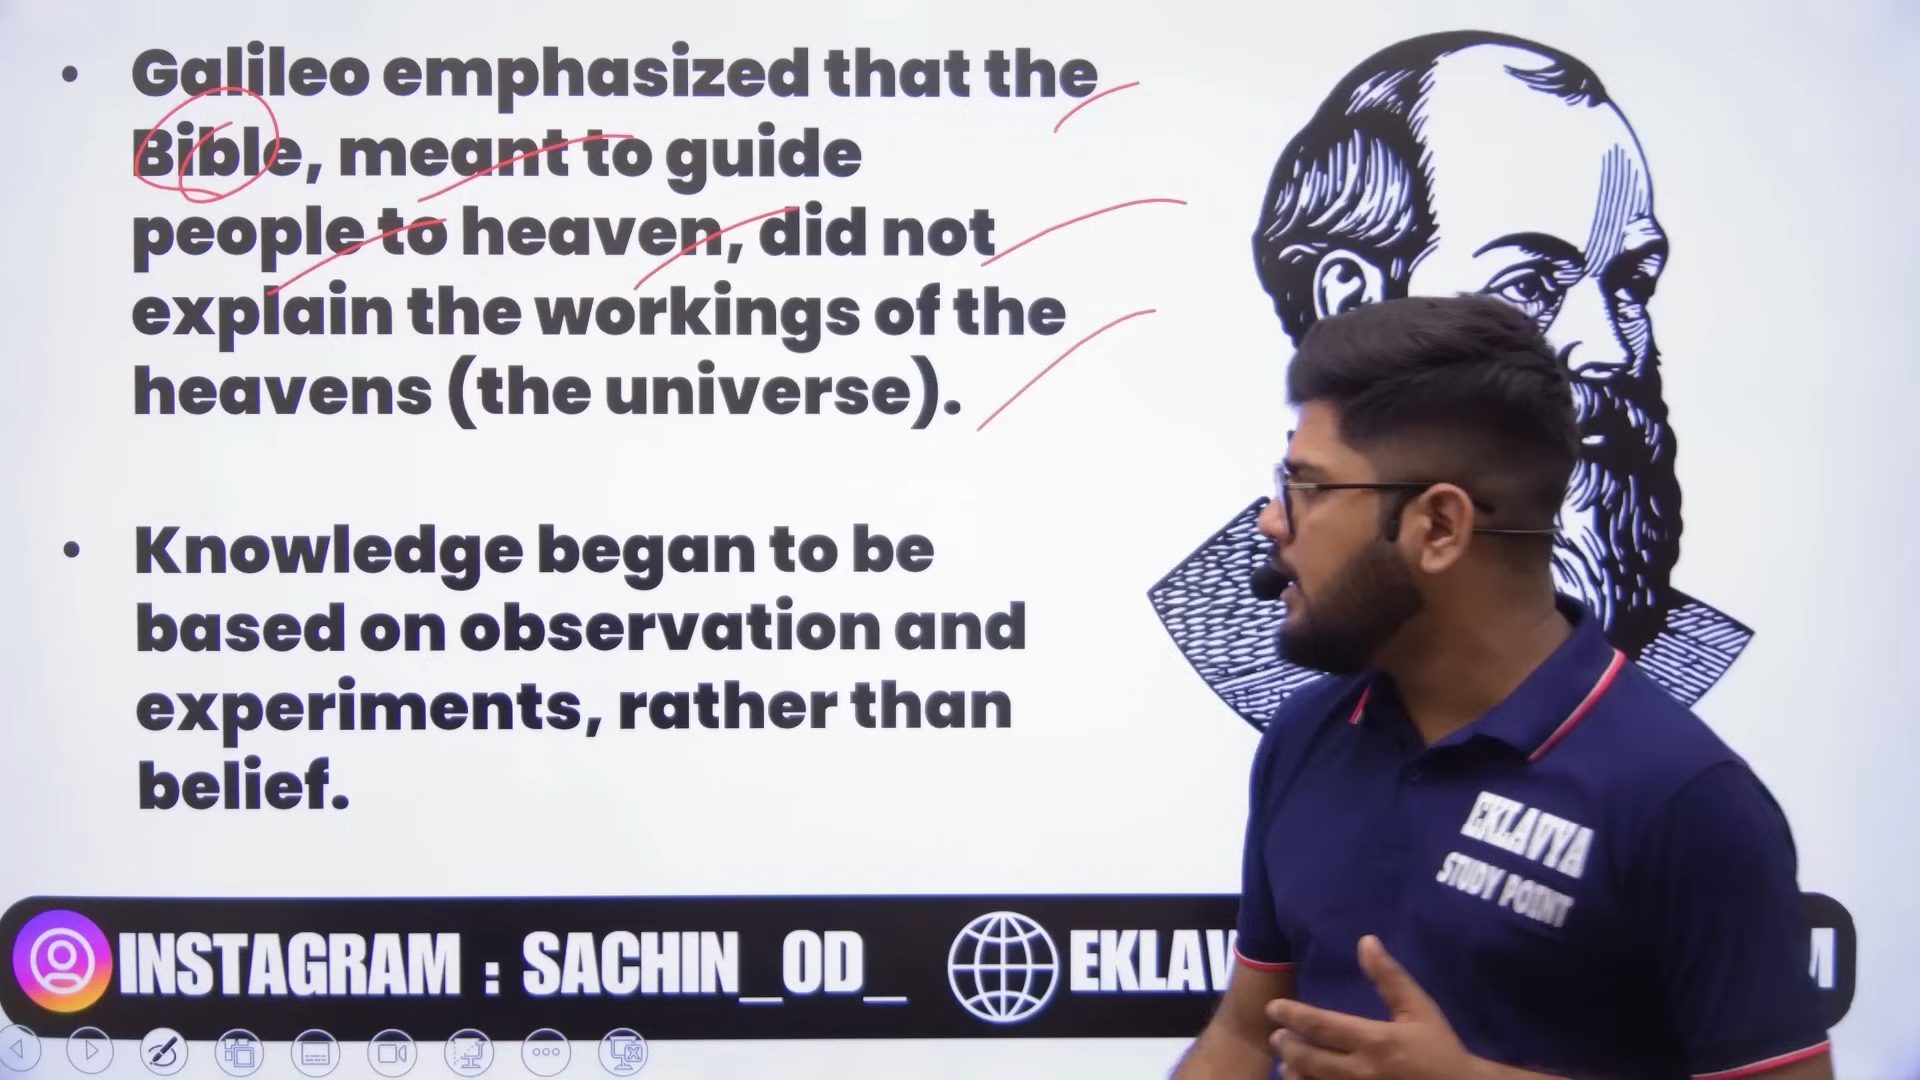 • Galileo emphasized that the
Bible, meant to guide
people to heaven, did not
explain the workings of the
heavens (the universe).
• Knowledge began to be
based on observation and
experiments, rather than
belief.
EKLAVYA
STUDY POINT
INSTAGRAM : SACHIN_OD_